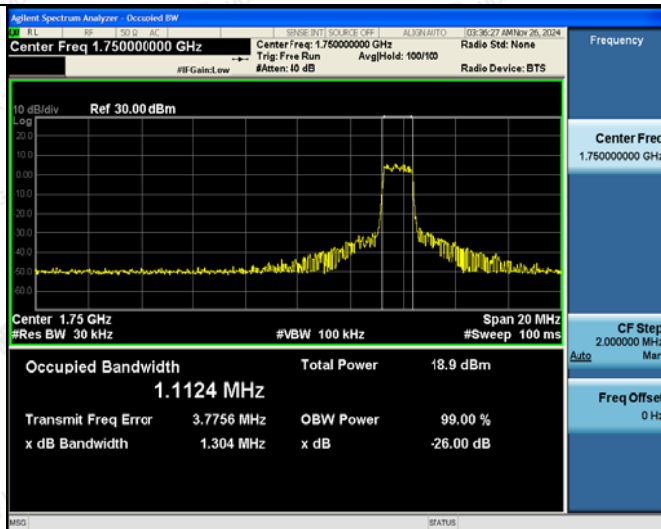 Agilent Spectrum Analyzer - Occupied BW
RL RF 50 Ω AC SENSE:INT SOURCE OFF ALIGN AUTO 03:36:27 AM Nov 26, 2024
Center Freq 1.750000000 GHz
Center Freq: 1.750000000 GHz
Radio Std: None
Trig: Free Run Avg|Hold: 100/100
#IFGain:Low #Atten: 40 dB Radio Device: BTS
Frequency
10 dB/div Ref 30.00 dBm
Log
20.0
10.0
0.00
-10.0
-20.0
-30.0
-40.0
-50.0
-60.0
Center 1.75 GHz Span 20 MHz
#Res BW 30 kHz #VBW 100 kHz #Sweep 100 ms
Occupied Bandwidth Total Power 18.9 dBm
1.1124 MHz
Transmit Freq Error 3.7756 MHz OBW Power 99.00 %
x dB Bandwidth 1.304 MHz x dB -26.00 dB
Center Freq
1.750000000 GHz
CF Step
2.000000 MHz
Auto Man
Freq Offset
0 Hz
MSG STATUS